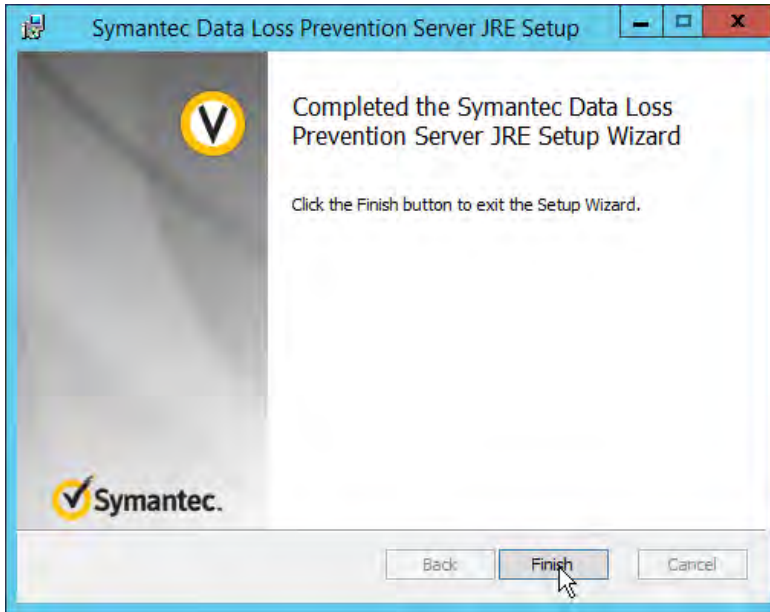 Symantec Data Loss Prevention Server JRE Setup
Completed the Symantec Data Loss
Prevention Server JRE Setup Wizard
Click the Finish button to exit the Setup Wizard.
Symantec.
Back
Finish
Cancel